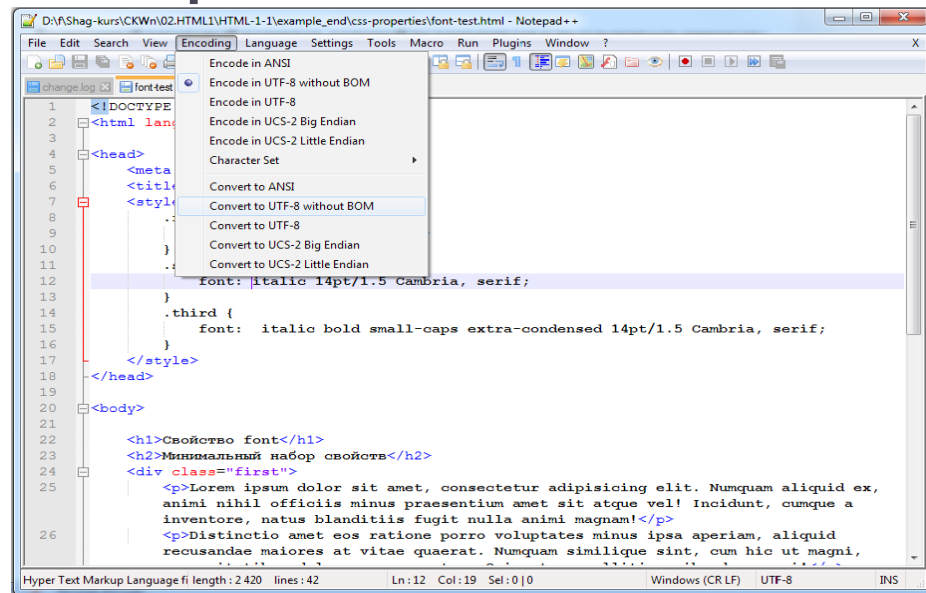 D:\f\Shag-kurs\CKWn\02.HTML1\HTML-1-1\example_end\css-properties\font-test.html - Notepad++
File Edit Search View Encoding Language Settings Tools Macro Run Plugins Window ? X
change.log font-test
Encode in ANSI
Encode in UTF-8 without BOM
Encode in UTF-8
Encode in UCS-2 Big Endian
Encode in UCS-2 Little Endian
Character Set
Convert to ANSI
Convert to UTF-8 without BOM
Convert to UTF-8
Convert to UCS-2 Big Endian
Convert to UCS-2 Little Endian
1 <!DOCTYPE
2 <html lang
3
4 <head>
5 <meta
6 <title
7 <style
8
9
10 }
11
12 font: italic 14pt/1.5 Cambria, serif;
13 }
14 .third {
15 font: italic bold small-caps extra-condensed 14pt/1.5 Cambria, serif;
16 }
17 </style>
18 </head>
19
20 <body>
21
22 <h1>Свойство font</h1>
23 <h2>Минимальный набор свойств</h2>
24 <div class="first">
25 <p>Lorem ipsum dolor sit amet, consectetur adipisicing elit. Numquam aliquid ex,
animi nihil officiis minus praesentium amet sit atque vel! Incidunt, cumque a
inventore, natus blanditiis fugit nulla animi magnam!</p>
26 <p>Distinctio amet eos ratione porro voluptates minus ipsa aperiam, aliquid
recusandae maiores at vitae quaerat. Numquam similique sint, cum hic ut magni,
Hyper Text Markup Language fi length : 2 420 lines : 42 Ln : 12 Col : 19 Sel : 0 | 0 Windows (CR LF) UTF-8 INS